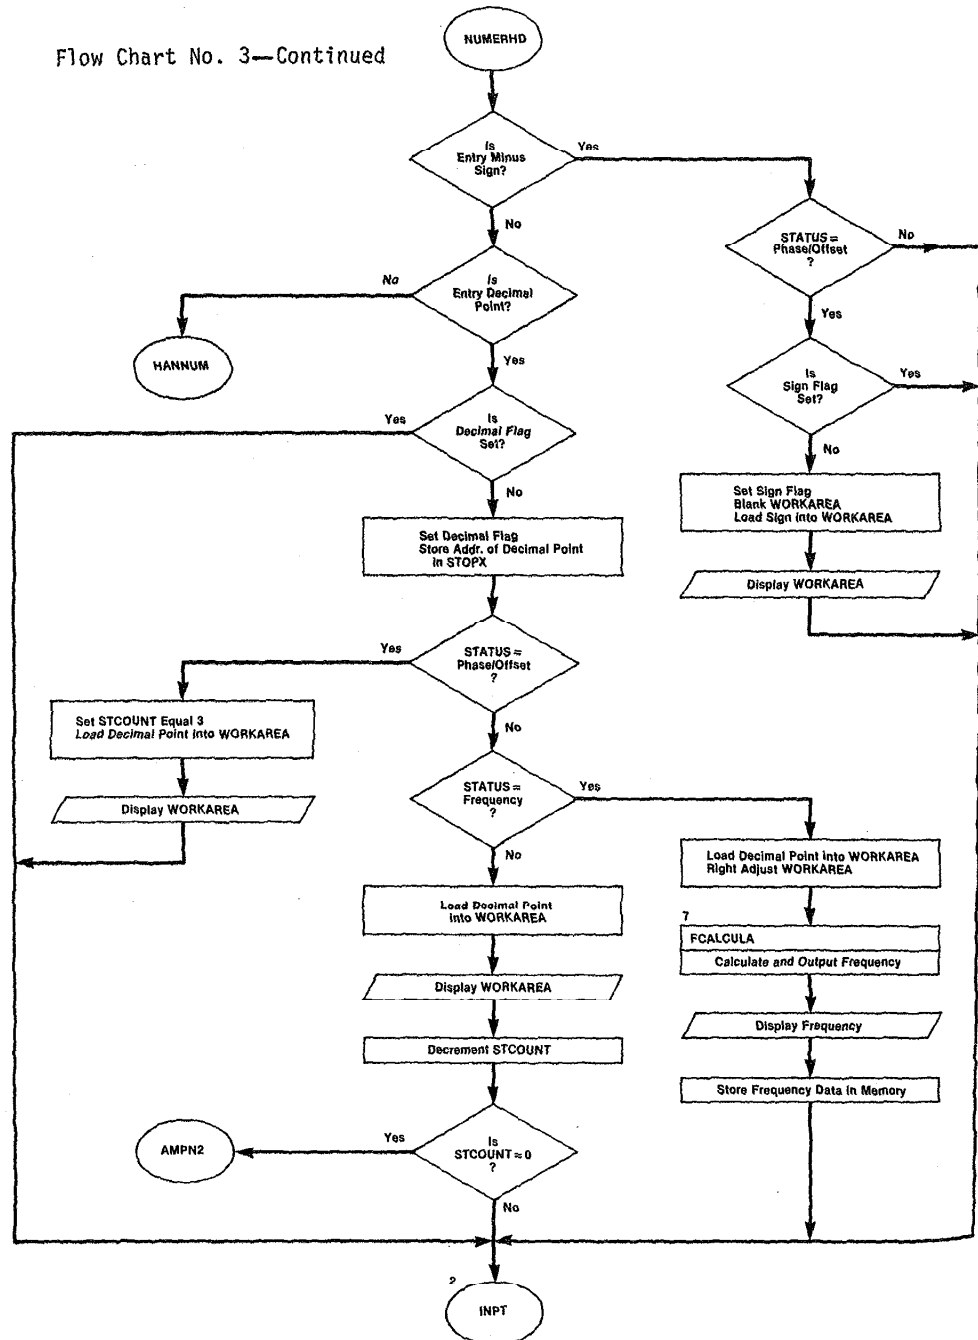 Flow Chart No. 3—Continued
NUMERHD
Is
Entry Minus
Sign?
Yes
No
STATUS =
Phase/Offset
?
No
Yes
Is
Entry Decimal
Point?
No
Yes
HANNUM
Is
Sign Flag
Set?
Yes
No
Is
Decimal Flag
Set?
Yes
No
Set Sign Flag
Blank WORKAREA
Load Sign into WORKAREA
Set Decimal Flag
Store Addr. of Decimal Point
In STOPX
Display WORKAREA
STATUS =
Phase/Offset
?
Yes
No
Set STCOUNT Equal 3
Load Decimal Point into WORKAREA
Display WORKAREA
STATUS =
Frequency
?
Yes
No
Load Decimal Point into WORKAREA
Right Adjust WORKAREA
Load Decimal Point
into WORKAREA
7
FCALCULA
Calculate and Output Frequency
Display WORKAREA
Display Frequency
Decrement STCOUNT
Store Frequency Data in Memory
Is
STCOUNT = 0
?
Yes
No
AMPN2
2
INPT